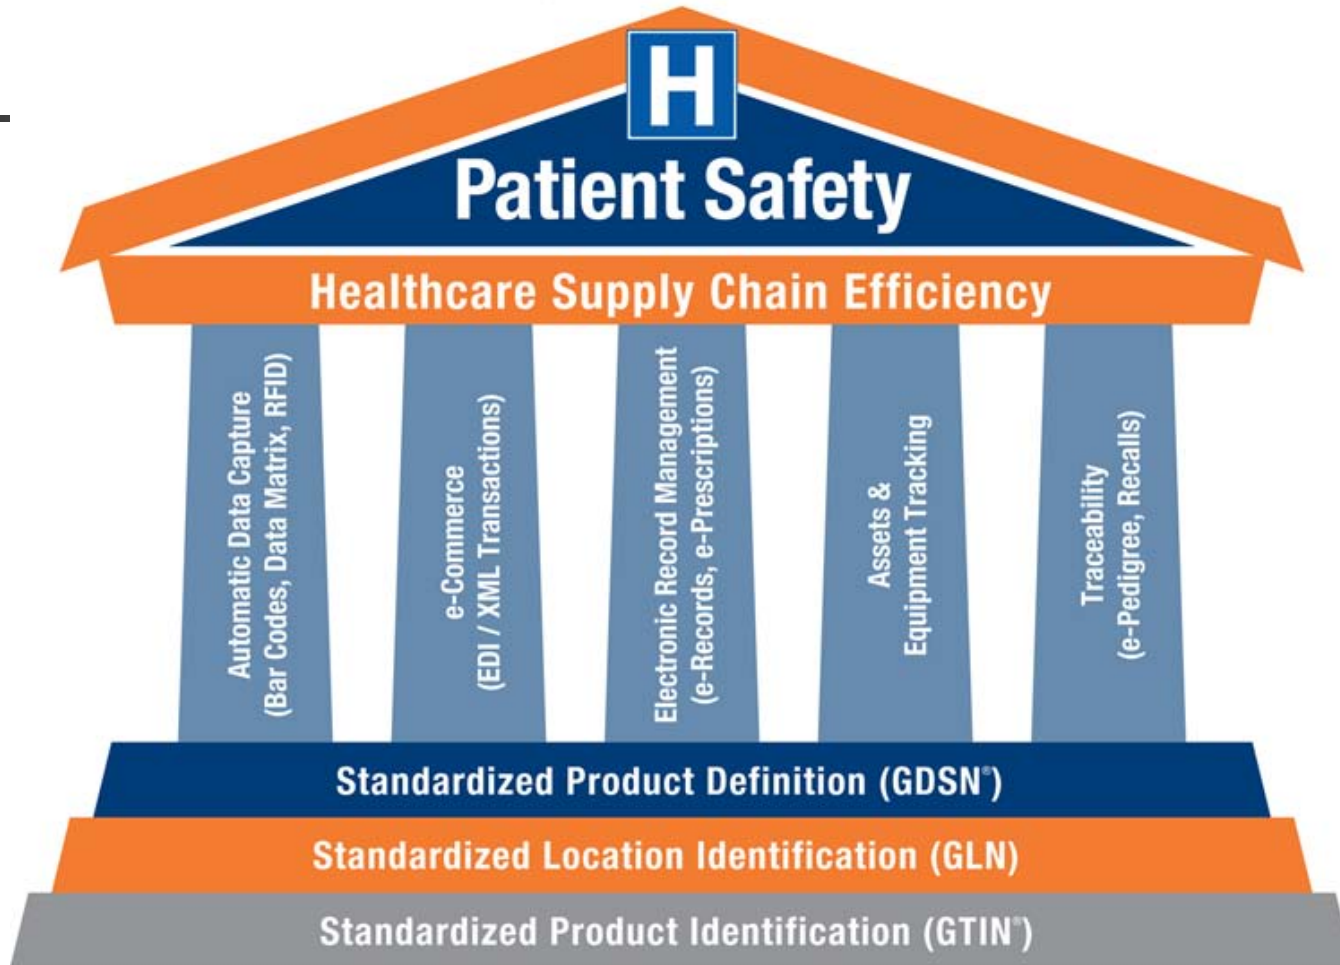 H
Patient Safety
Healthcare Supply Chain Efficiency
Automatic Data Capture
(Bar Codes, Data Matrix, RFID)
e-Commerce
(EDI / XML Transactions)
Electronic Record Management
(e-Records, e-Prescriptions)
Assets &
Equipment Tracking
Traceability
(e-Pedigree, Recalls)
Standardized Product Definition (GDSN®)
Standardized Location Identification (GLN)
Standardized Product Identification (GTIN®)